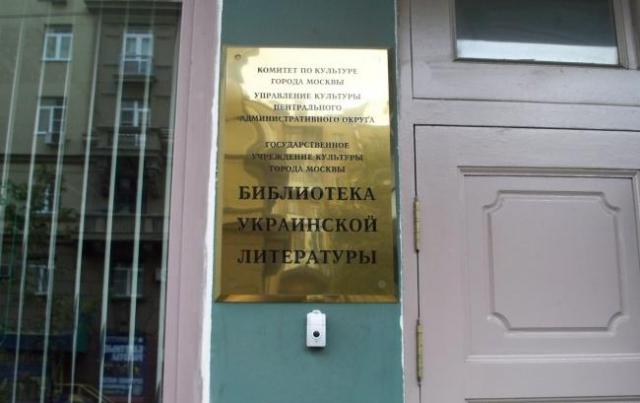 КОМИТЕТ ПО КУЛЬТУРЕ
ГОРОДА МОСКВЫ
УПРАВЛЕНИЕ КУЛЬТУРЫ
ЦЕНТРАЛЬНОГО
АДМИНИСТРАТИВНОГО ОКРУГА
ГОСУДАРСТВЕННОЕ
УЧРЕЖДЕНИЕ КУЛЬТУРЫ
ГОРОДА МОСКВЫ
БИБЛИОТЕКА
УКРАИНСКОЙ
ЛИТЕРАТУРЫ